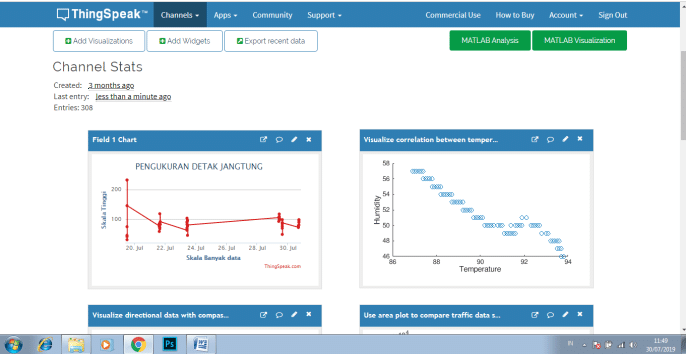 ThingSpeak™
Channels Apps Community Support
Commercial Use How to Buy Account Sign Out
Add Visualizations Add Widgets Export recent data
MATLAB Analysis MATLAB Visualization
Channel Stats
Created: 3 months ago
Last entry: less than a minute ago
Entries: 308
Field 1 Chart
PENGUKURAN DETAK JANGTUNG
Skala Tinggi
200
100
20. Jul 22. Jul 24. Jul 26. Jul 28. Jul 30. Jul
Skala Banyak data
ThingSpeak.com
Visualize correlation between temper...
58
56
54
52
50
48
46
Humidity
86 88 90 92 94
Temperature
Visualize directional data with compas...
Use area plot to compare traffic data s...
Ps
IN
11:49
30/07/2019